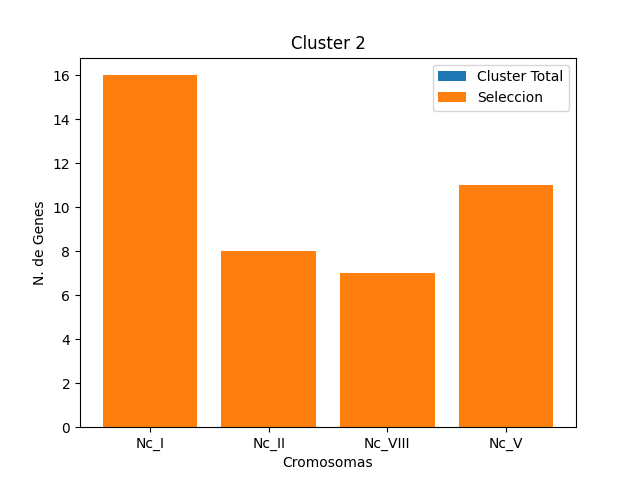 Cluster 2
Cluster Total
Seleccion
N. de Genes
16
14
12
10
8
6
4
2
0
Nc_I
Nc_II
Nc_VIII
Nc_V
Cromosomas